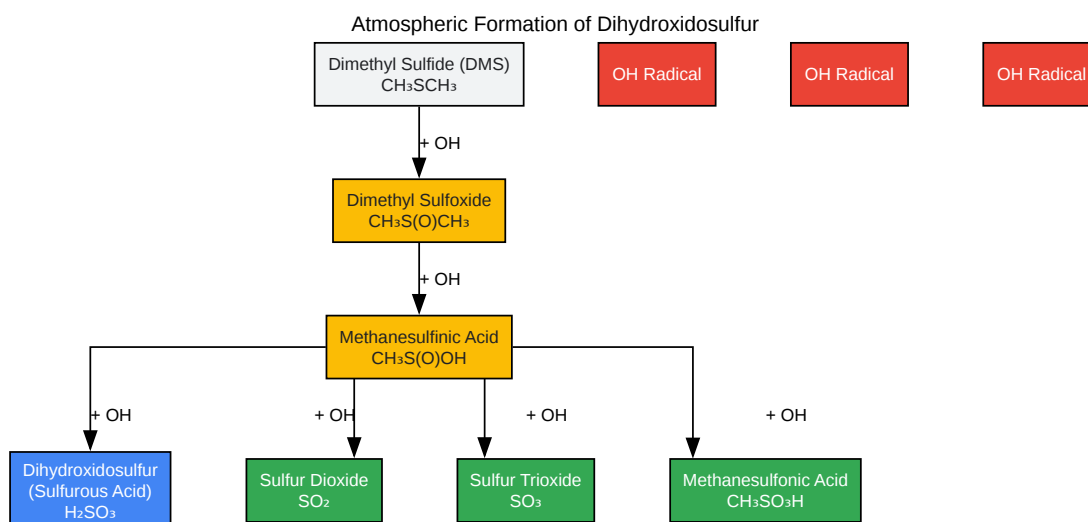 Atmospheric Formation of Dihydroxidosulfur
Dimethyl Sulfide (DMS)
CH₃SCH₃
OH Radical
OH Radical
OH Radical
+ OH
Dimethyl Sulfoxide
CH₃S(O)CH₃
+ OH
Methanesulfinic Acid
CH₃S(O)OH
+ OH
+ OH
+ OH
+ OH
Dihydroxidosulfur
(Sulfurous Acid)
H₂SO₃
Sulfur Dioxide
SO₂
Sulfur Trioxide
SO₃
Methanesulfonic Acid
CH₃SO₃H